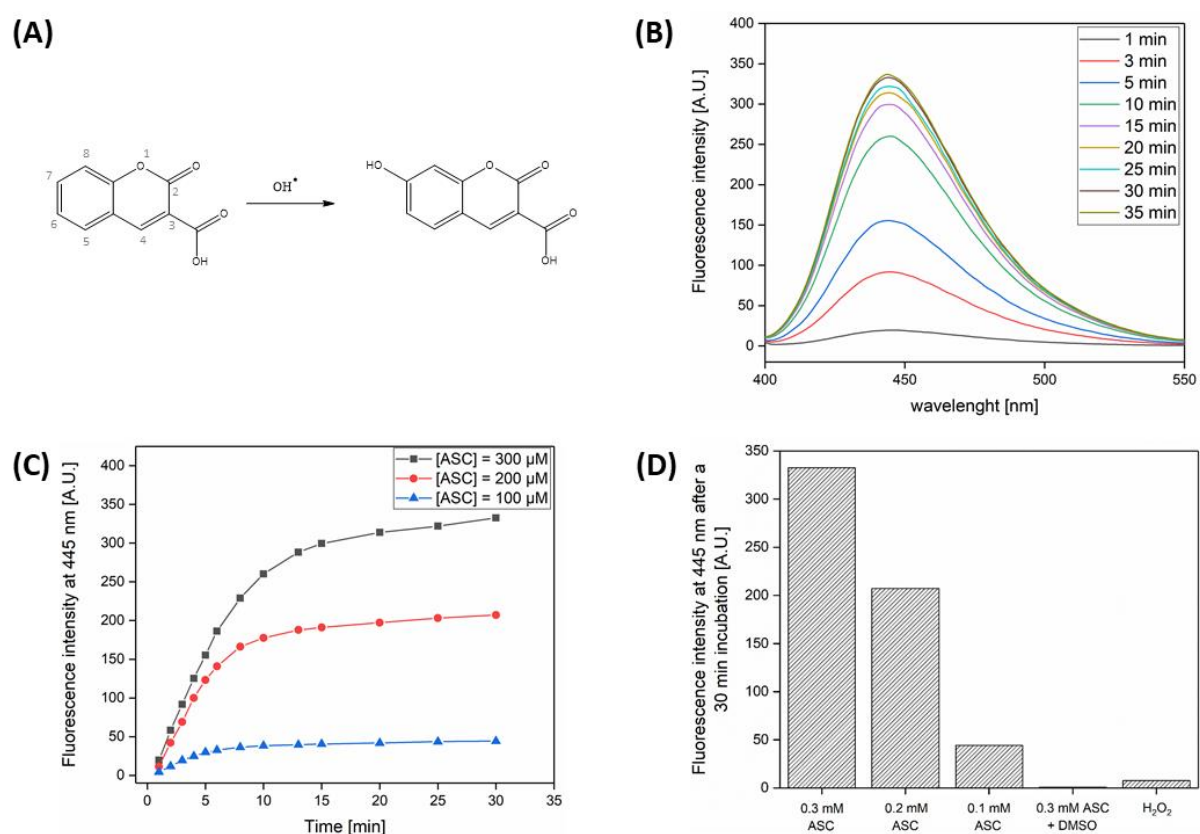 (A)
8
1
O
O
7
2
6
3
5
4
O
OH
OH•
HO
O
O
O
OH
(B)
Fluorescence intensity [A.U.]
400
350
300
250
200
150
100
50
0
400
450
500
550
wavelenght [nm]
1 min
3 min
5 min
10 min
15 min
20 min
25 min
30 min
35 min
(C)
Fluorescence intensity at 445 nm [A.U.]
400
350
300
250
200
150
100
50
0
0
5
10
15
20
25
30
35
Time [min]
[ASC] = 300 µM
[ASC] = 200 µM
[ASC] = 100 µM
(D)
Fluorescence intensity at 445 nm after a
30 min incubation [A.U.]
350
300
250
200
150
100
50
0
0.3 mM
ASC
0.2 mM
ASC
0.1 mM
ASC
0.3 mM ASC
+ DMSO
H₂O₂